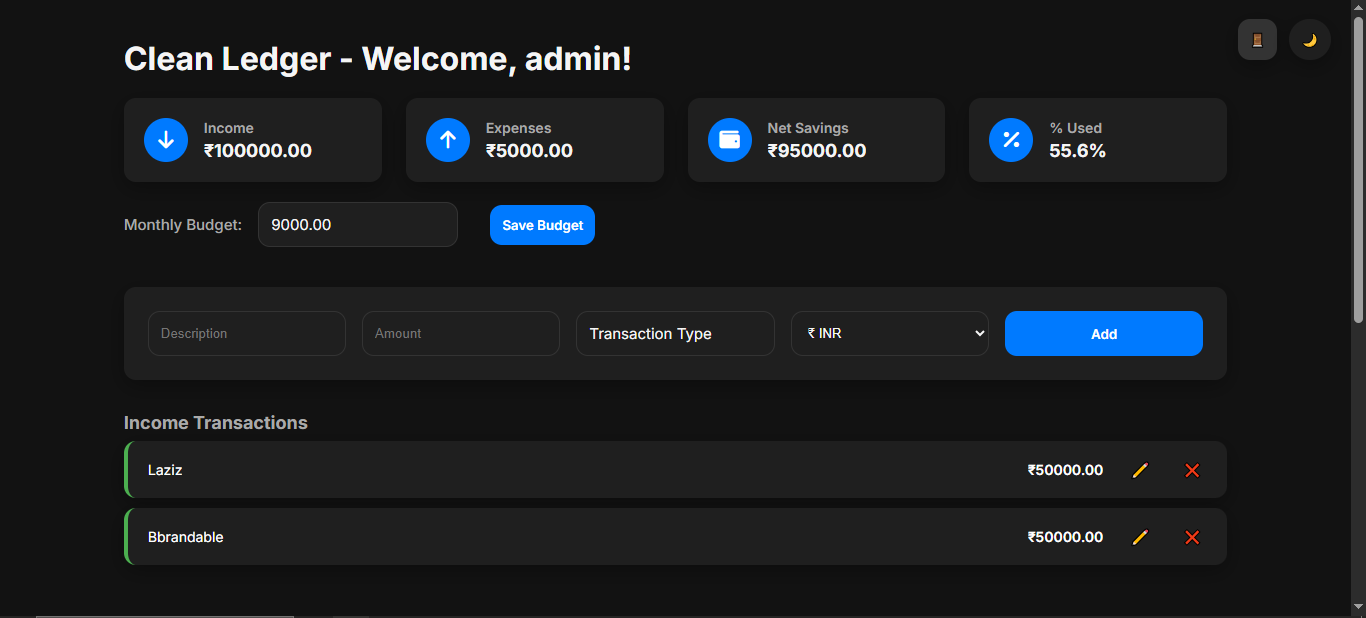 Clean Ledger - Welcome, admin!
Income
₹100000.00
Expenses
₹5000.00
Net Savings
₹95000.00
% Used
55.6%
Monthly Budget:
9000.00
Save Budget
Description
Amount
Transaction Type
₹ INR
Add
Income Transactions
Laziz
₹50000.00
Bbrandable
₹50000.00